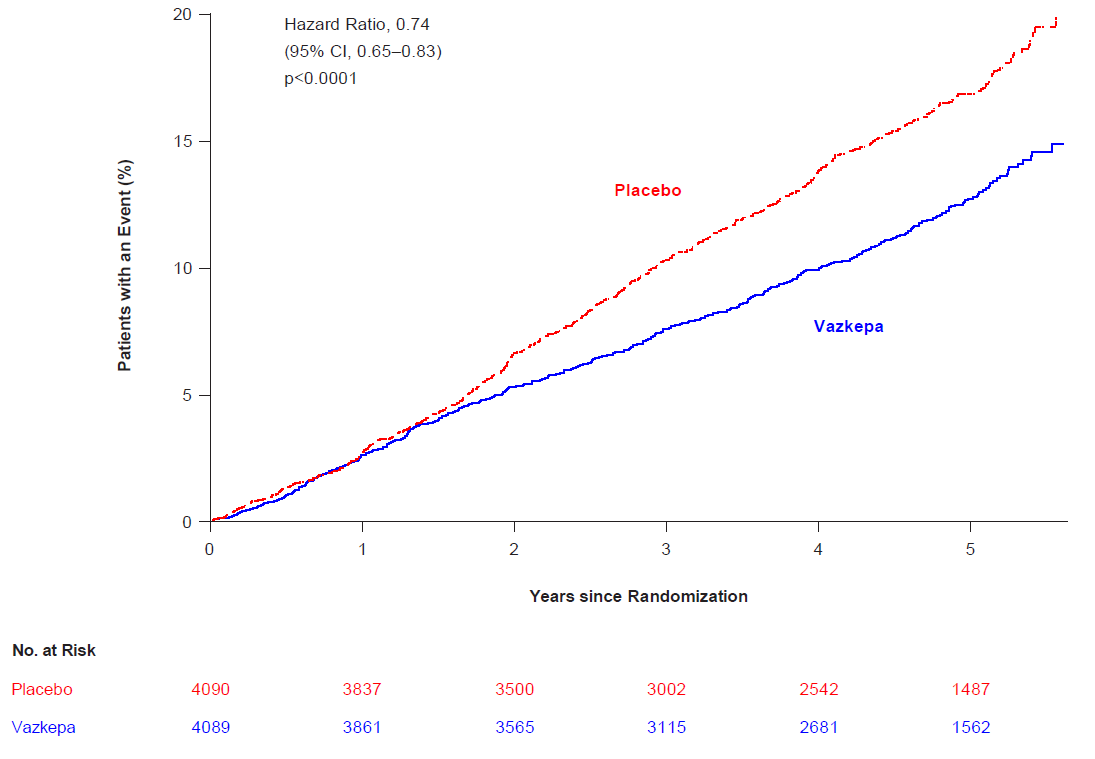 20
Hazard Ratio, 0.74
(95% CI, 0.65–0.83)
p<0.0001
15
Placebo
Patients with an Event (%)
10
Vazkepa
5
0
0 1 2 3 4 5
Years since Randomization
No. at Risk
Placebo 4090 3837 3500 3002 2542 1487
Vazkepa 4089 3861 3565 3115 2681 1562